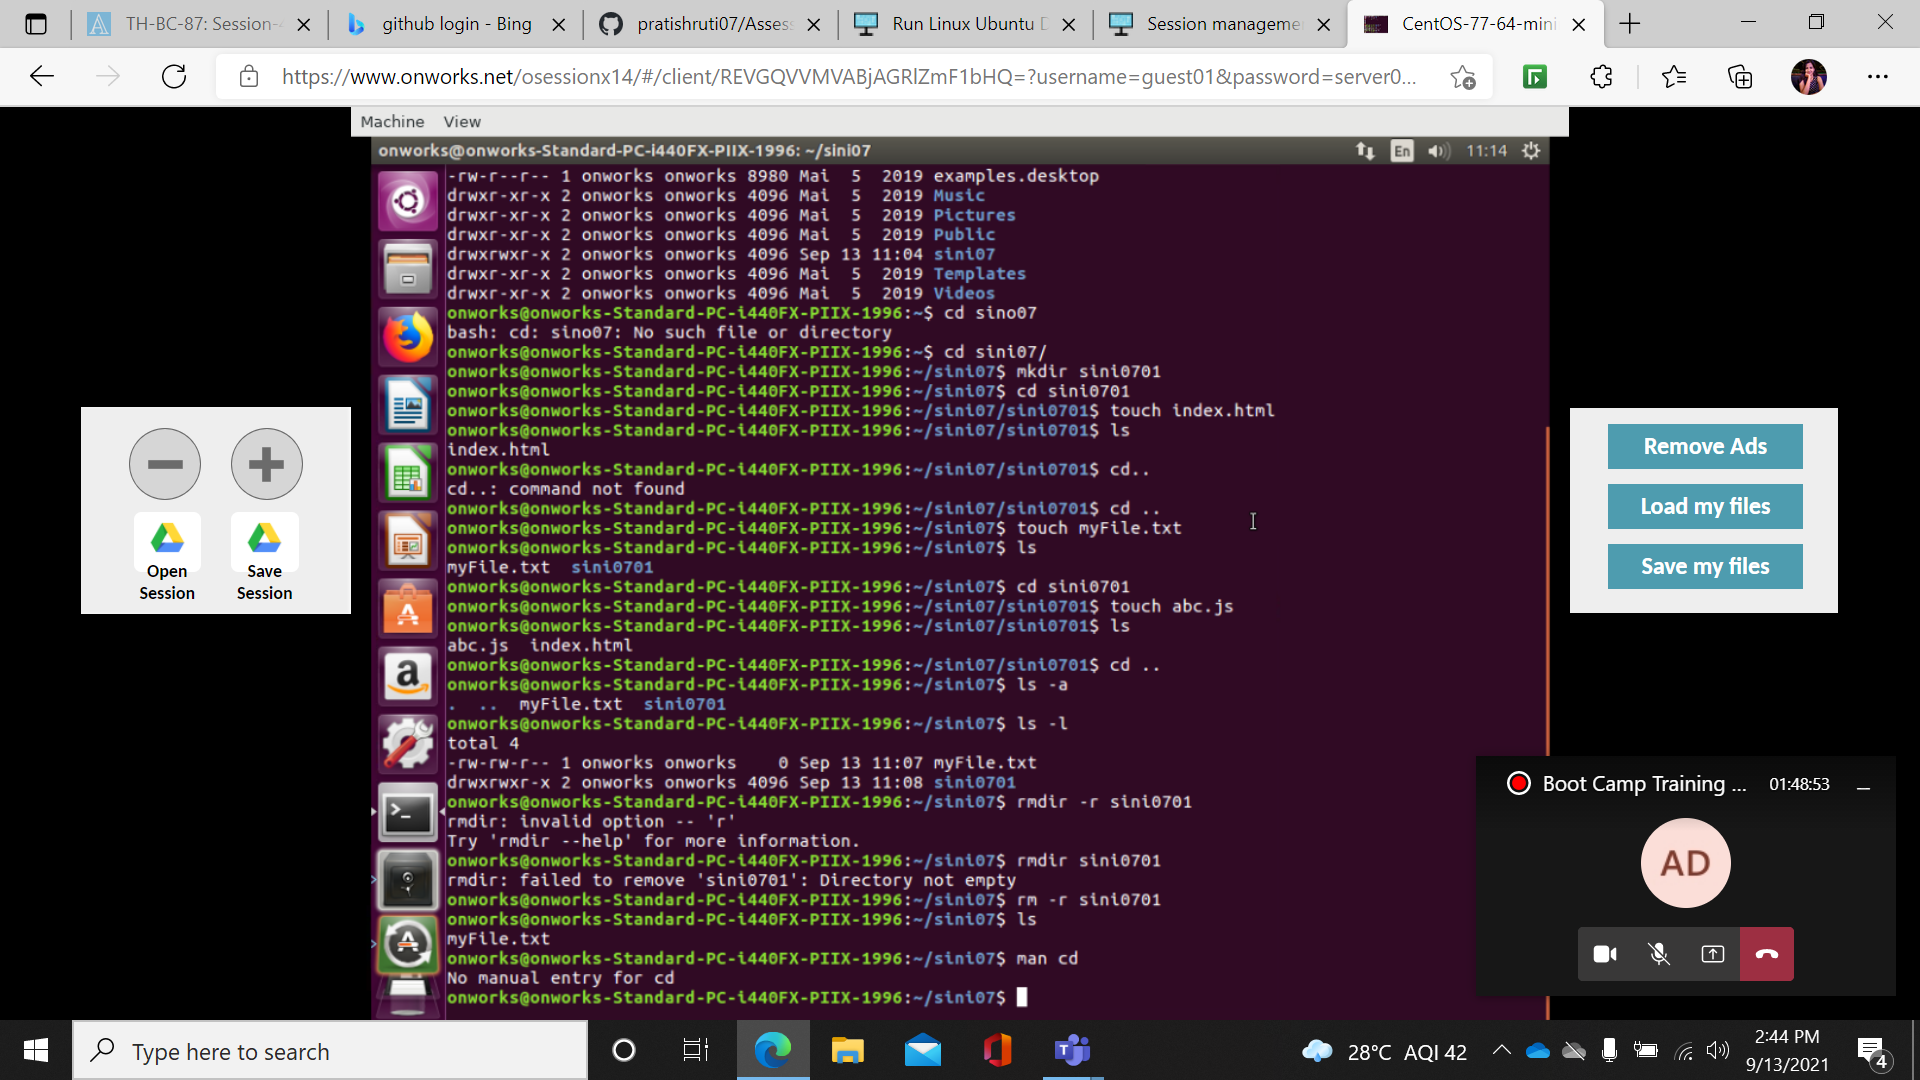 TH-BC-87: Session-
github login - Bing
pratishruti07/Asses
Run Linux Ubuntu D
Session manageme
CentOS-77-64-mini
https://www.onworks.net/osessionx14/#/client/REVGQVVMVABjAGRlZmF1bHQ=?username=guest01&password=server0...
Machine View
onworks@onworks-Standard-PC-i440FX-PIIX-1996: ~/sini07
En 11:14
-rw-r--r-- 1 onworks onworks 8980 Mai  5  2019 examples.desktop
drwxr-xr-x 2 onworks onworks 4096 Mai  5  2019 Music
drwxr-xr-x 2 onworks onworks 4096 Mai  5  2019 Pictures
drwxr-xr-x 2 onworks onworks 4096 Mai  5  2019 Public
drwxrwxr-x 2 onworks onworks 4096 Sep 13 11:04 sini07
drwxr-xr-x 2 onworks onworks 4096 Mai  5  2019 Templates
drwxr-xr-x 2 onworks onworks 4096 Mai  5  2019 Videos
onworks@onworks-Standard-PC-i440FX-PIIX-1996:~$ cd sino07
bash: cd: sino07: No such file or directory
onworks@onworks-Standard-PC-i440FX-PIIX-1996:~$ cd sini07/
onworks@onworks-Standard-PC-i440FX-PIIX-1996:~/sini07$ mkdir sini0701
onworks@onworks-Standard-PC-i440FX-PIIX-1996:~/sini07$ cd sini0701
onworks@onworks-Standard-PC-i440FX-PIIX-1996:~/sini07/sini0701$ touch index.html
onworks@onworks-Standard-PC-i440FX-PIIX-1996:~/sini07/sini0701$ ls
index.html
onworks@onworks-Standard-PC-i440FX-PIIX-1996:~/sini07/sini0701$ cd..
cd..: command not found
onworks@onworks-Standard-PC-i440FX-PIIX-1996:~/sini07/sini0701$ cd ..
onworks@onworks-Standard-PC-i440FX-PIIX-1996:~/sini07$ touch myFile.txt
onworks@onworks-Standard-PC-i440FX-PIIX-1996:~/sini07$ ls
myFile.txt  sini0701
onworks@onworks-Standard-PC-i440FX-PIIX-1996:~/sini07$ cd sini0701
onworks@onworks-Standard-PC-i440FX-PIIX-1996:~/sini07/sini0701$ touch abc.js
onworks@onworks-Standard-PC-i440FX-PIIX-1996:~/sini07/sini0701$ ls
abc.js  index.html
onworks@onworks-Standard-PC-i440FX-PIIX-1996:~/sini07/sini0701$ cd ..
onworks@onworks-Standard-PC-i440FX-PIIX-1996:~/sini07$ ls -a
.  ..  myFile.txt  sini0701
onworks@onworks-Standard-PC-i440FX-PIIX-1996:~/sini07$ ls -l
total 4
-rw-rw-r-- 1 onworks onworks    0 Sep 13 11:07 myFile.txt
drwxrwxr-x 2 onworks onworks 4096 Sep 13 11:08 sini0701
onworks@onworks-Standard-PC-i440FX-PIIX-1996:~/sini07$ rmdir -r sini0701
rmdir: invalid option -- 'r'
Try 'rmdir --help' for more information.
onworks@onworks-Standard-PC-i440FX-PIIX-1996:~/sini07$ rmdir sini0701
rmdir: failed to remove 'sini0701': Directory not empty
onworks@onworks-Standard-PC-i440FX-PIIX-1996:~/sini07$ rm -r sini0701
onworks@onworks-Standard-PC-i440FX-PIIX-1996:~/sini07$ ls
myFile.txt
onworks@onworks-Standard-PC-i440FX-PIIX-1996:~/sini07$ man cd
No manual entry for cd
onworks@onworks-Standard-PC-i440FX-PIIX-1996:~/sini07$
Open Session
Save Session
Remove Ads
Load my files
Save my files
Boot Camp Training ... 01:48:53
AD
Type here to search
28°C AQI 42
2:44 PM
9/13/2021
4